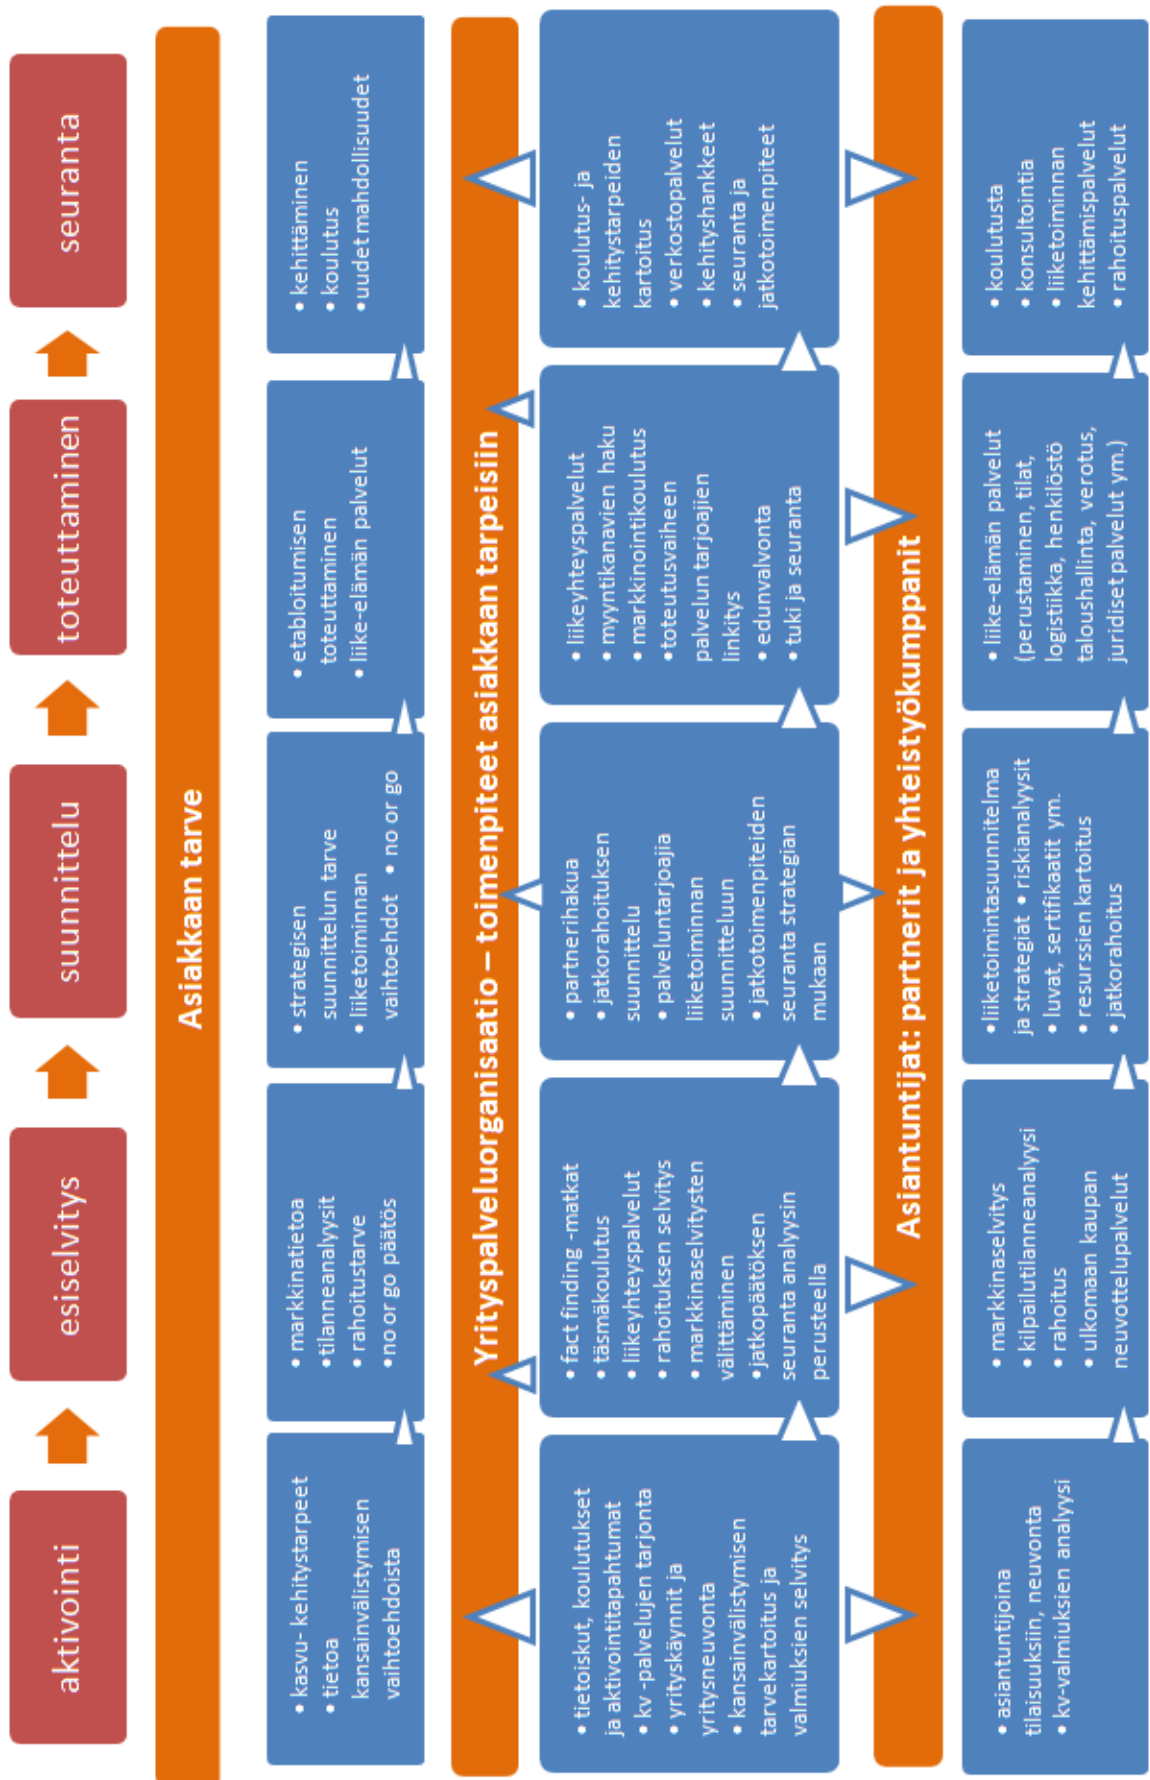 aktivointi
esiselvitys
suunnittelu
toteuttaminen
seuranta
Asiakkaan tarve
• kasvu- kehitystarpeet
• tietoa
kansainvälistymisen
vaihtoehdoista
• markkinatietoa
•tilanneanalyysit
• rahoitustarve
•no or go päätös
• strategisen
suunnittelun tarve
• liiketoiminnan
vaihtoehdot • no or go
• etabloitumisen
toteuttaminen
• liike-elämän palvelut
• kehittäminen
• koulutus
•uudet mahdollisuudet
Yrityspalveluorganisaatio – toimenpiteet asiakkaan tarpeisiin
• tietoiskut, koulutukset
ja aktivointitapahtumat
• kv -palvelujen tarjonta
• yrityskäynnit ja
yritysneuvonta
• kansainvälistymisen
tarvekartoitus ja
valmiuksien selvitys
• fact finding -matkat
• täsmäkoulutus
• liikeyhteyspalvelut
• rahoituksen selvitys
• markkinaselvitysten
välittäminen
•jatkopäätöksen
seuranta analyysin
perusteella
• partnerihakua
• jatkorahoituksen
suunnittelu
• palveluntarjoajia
liiketoiminnan
suunnitteluun
• jatkotoimenpiteiden
seuranta strategian
mukaan
• liikeyhteyspalvelut
• myyntikanavien haku
• markkinointikoulutus
•toteutusvaiheen
palvelun tarjoajien
linkitys
• edunvalvonta
• tuki ja seuranta
• koulutus- ja
kehitystarpeiden
kartoitus
• verkostopalvelut
• kehityshankkeet
• seuranta ja
jatkotoimenpiteet
Asiantuntijat: partnerit ja yhteistyökumppanit
• asiantuntijoina
tilaisuuksiin, neuvonta
• kv-valmiuksien analyysi
• markkinaselvitys
• kilpailutilanneanalyysi
• rahoitus
• ulkomaan kaupan
neuvottelupalvelut
•liiketoimintasuunnitelma
ja strategiat • riskianalyysit
• luvat, sertifikaatit ym.
• resurssien kartoitus
• jatkorahoitus
• liike-elämän palvelut
(perustaminen, tilat,
logistiikka, henkilöstö
taloushallinta, verotus,
juridiset palvelut ym.)
• koulutusta
• konsultointia
• liiketoiminnan
kehittämispalvelut
• rahoituspalvelut